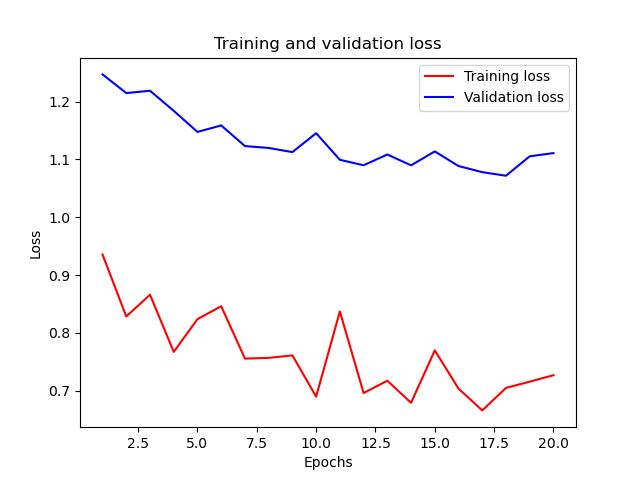 Training and validation loss
Training loss
Validation loss
1.2
1.1
1.0
0.9
0.8
0.7
Loss
2.5 5.0 7.5 10.0 12.5 15.0 17.5 20.0
Epochs